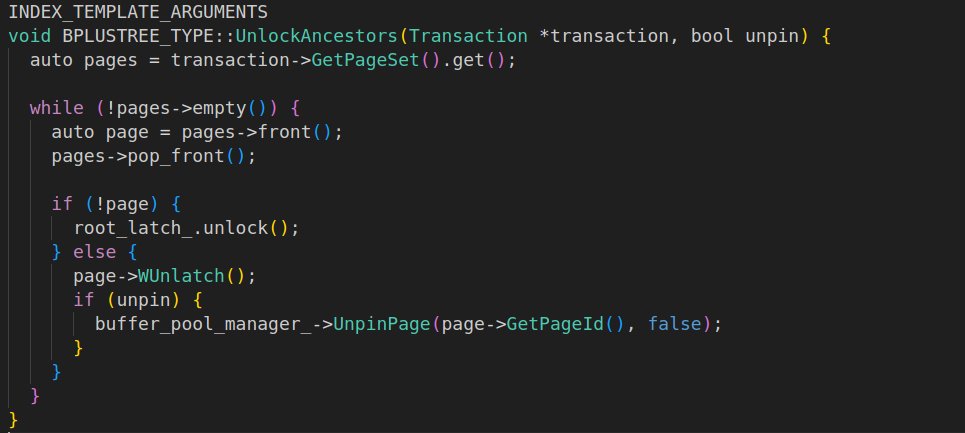 INDEX_TEMPLATE_ARGUMENTS
void BPLUSTREE_TYPE::UnlockAncestors(Transaction *transaction, bool unpin) {
  auto pages = transaction->GetPageSet().get();

  while (!pages->empty()) {
    auto page = pages->front();
    pages->pop_front();

    if (!page) {
      root_latch_.unlock();
    } else {
      page->WUnlatch();
      if (unpin) {
        buffer_pool_manager_->UnpinPage(page->GetPageId(), false);
      }
    }
  }
}